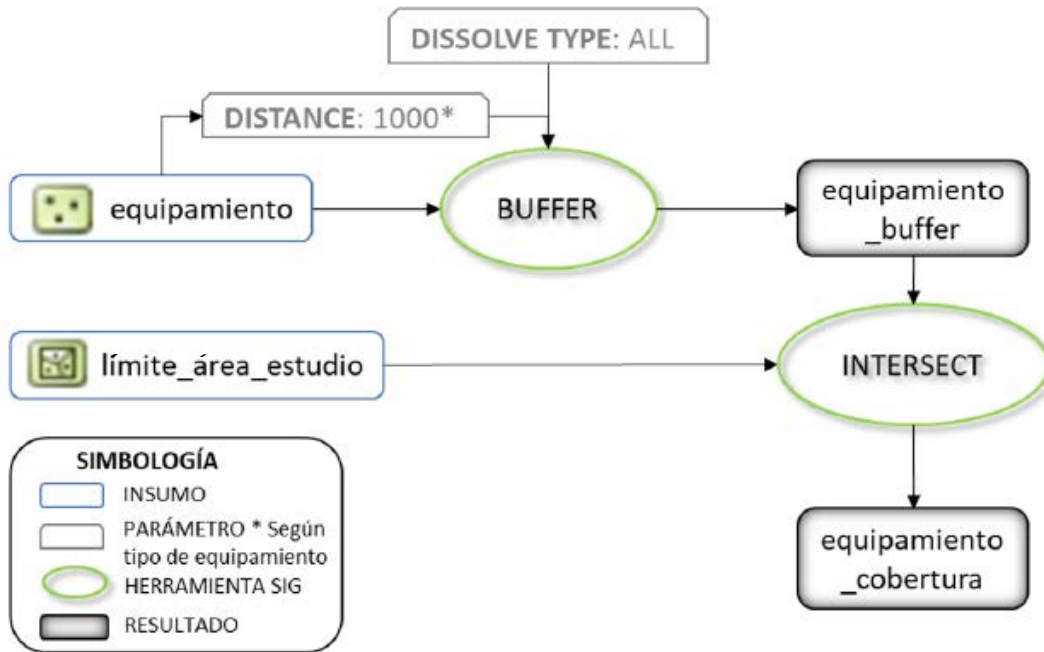 DISSOLVE TYPE: ALL
DISTANCE: 1000*
equipamiento
BUFFER
equipamiento
_buffer
límite_área_estudio
INTERSECT
SIMBOLOGÍA
INSUMO
PARÁMETRO * Según
tipo de equipamiento
HERRAMIENTA SIG
RESULTADO
equipamiento
_cobertura